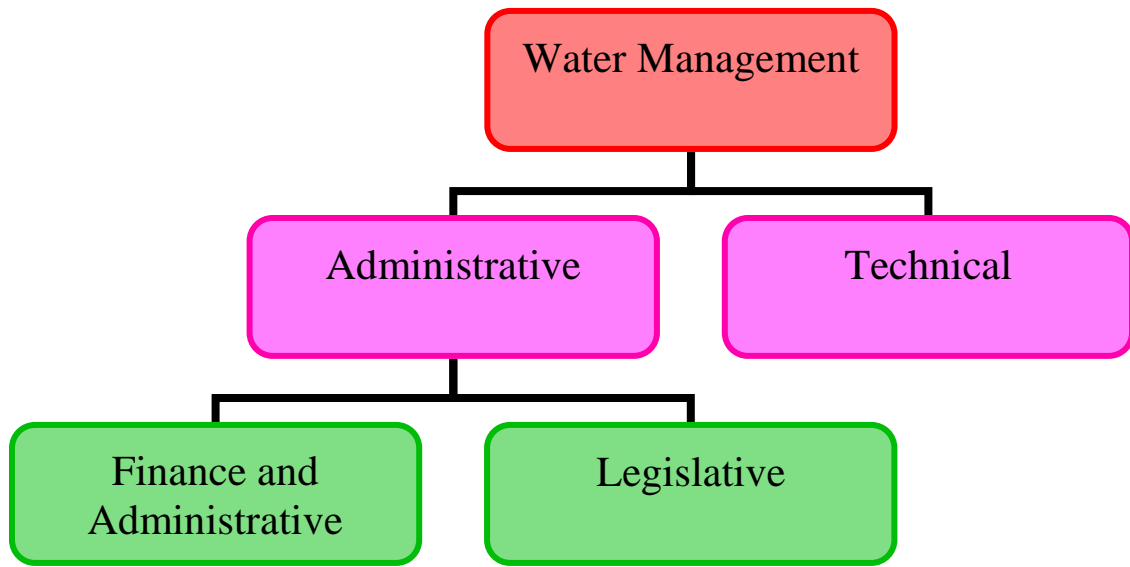 Water Management
Administrative
Technical
Finance and
Administrative
Legislative